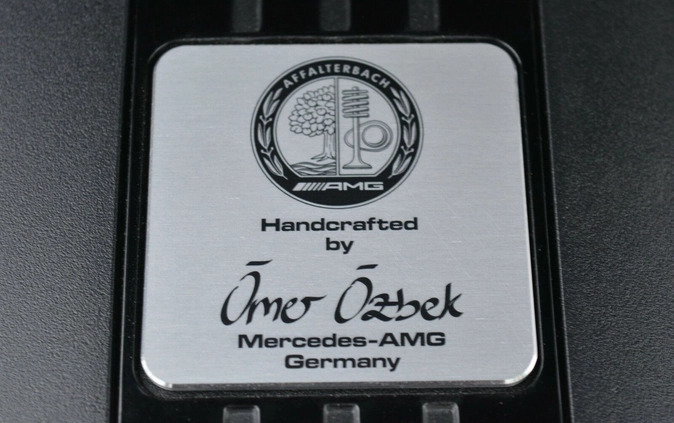 AFFALTERBACH
AMG
Handcrafted
by
Ömer Özbek
Mercedes-AMG
Germany